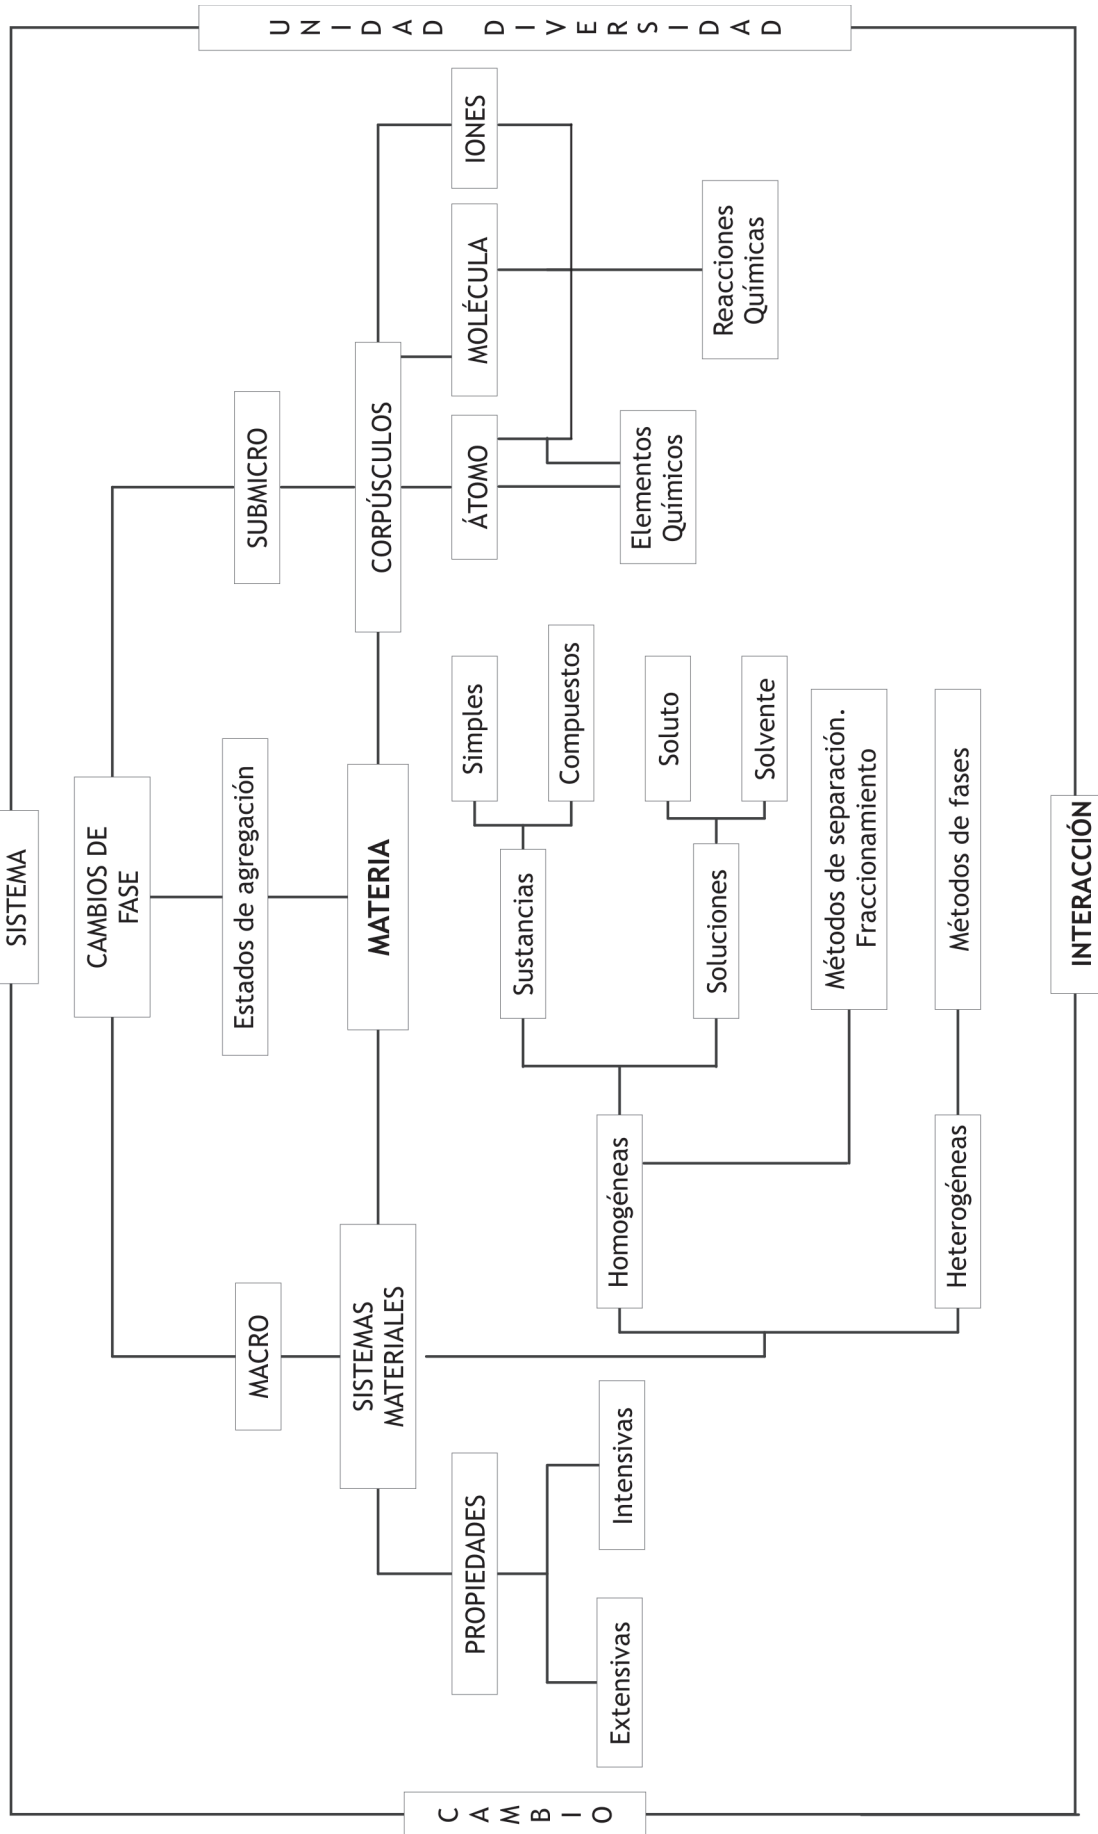 SISTEMA
CAMBIOS DE
FASE
MACRO
Estados de agregación
SUBMICRO
SISTEMAS
MATERIALES
MATERIA
CORPÚSCULOS
PROPIEDADES
Extensivas
Intensivas
Homogéneas
Heterogéneas
Sustancias
Simples
Compuestos
Soluciones
Soluto
Solvente
Métodos de separación.
Fraccionamiento
Métodos de fases
ÁTOMO
MOLÉCULA
IONES
Elementos
Químicos
Reacciones
Químicas
CAMBIO
UNIDAD DIVERSIDAD
INTERACCIÓN